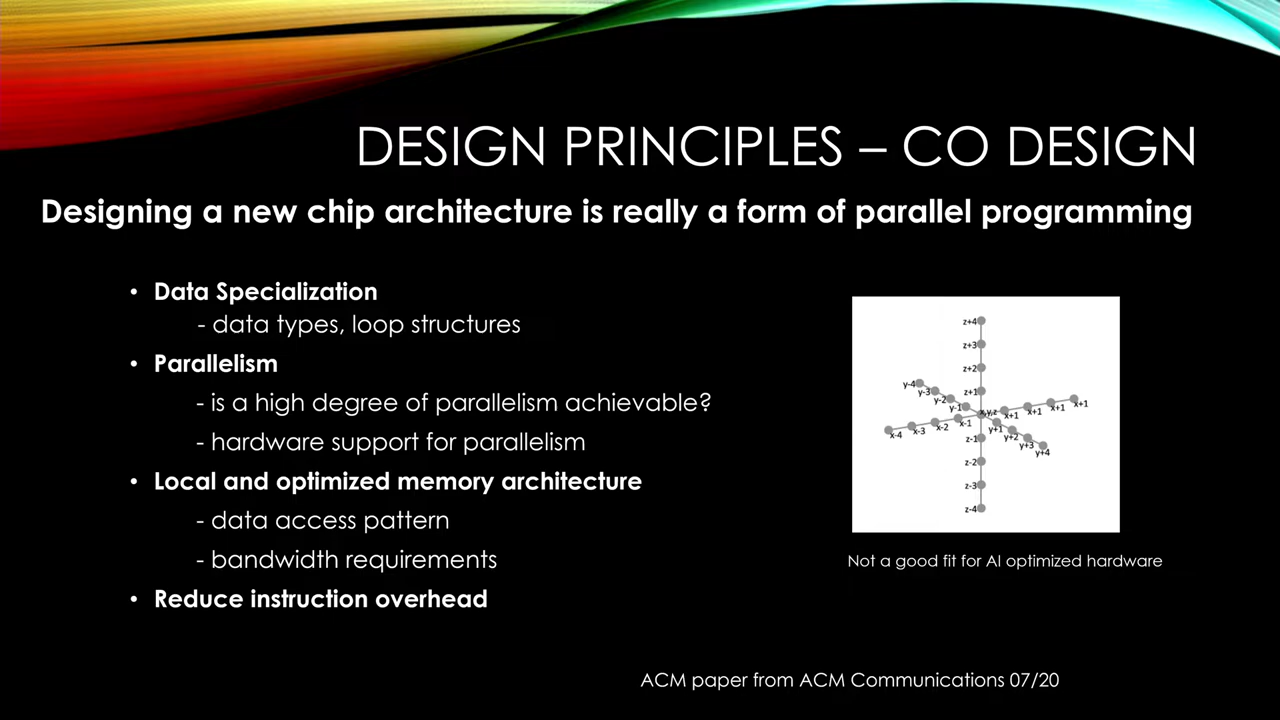 DESIGN PRINCIPLES – CO DESIGN
Designing a new chip architecture is really a form of parallel programming
• Data Specialization
- data types, loop structures
• Parallelism
- is a high degree of parallelism achievable?
- hardware support for parallelism
• Local and optimized memory architecture
- data access pattern
- bandwidth requirements
• Reduce instruction overhead
z+4
z+3
z+2
z+1
y-4
y-3
y-2
y-1
x,y,z
x+1
x+1
x+1
x+1
x-4
x-3
x-2
x-1
y+1
y+2
y+3
y+4
z-1
z-2
z-3
z-4
Not a good fit for AI optimized hardware
ACM paper from ACM Communications 07/20